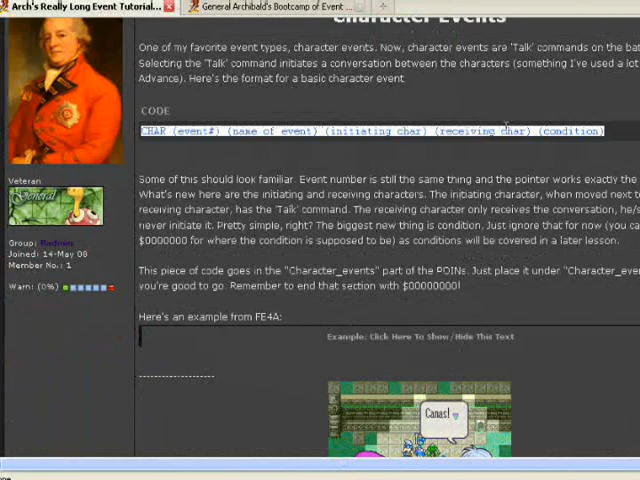 Arch's Really Long Event Tutorial...
General Archibald's Bootcamp of Event ...
Character Events
One of my favorite event types, character events. Now, character events are 'Talk' commands on the bat
Selecting the 'Talk' command initiates a conversation between the characters (something I've used a lot
Advance). Here's the format for a basic character event
CODE
CHAR (event#) (name of event) (initiating char) (receiving char) (condition)
Some of this should look familiar. Event number is still the same thing and the pointer works exactly the
What's new here are the initiating and receiving characters. The initiating character, when moved next to
receiving character, has the 'Talk' command. The receiving character only receives the conversation, he/s
never initiate it. Pretty simple, right? The biggest new thing is condition. Just ignore that for now (you ca
$0000000 for where the condition is supposed to be) as conditions will be covered in a later lesson.
This piece of code goes in the "Character_events" part of the POINs. Just place it under "Character_eve
you're good to go. Remember to end that section with $00000000!
Here's an example from FE4A:
Example: Click Here To Show/Hide This Text
--------------------
Canas!
Veteran
General
Group:
Joined: 14-May 08
Member No.: 1
Warn: (0%)